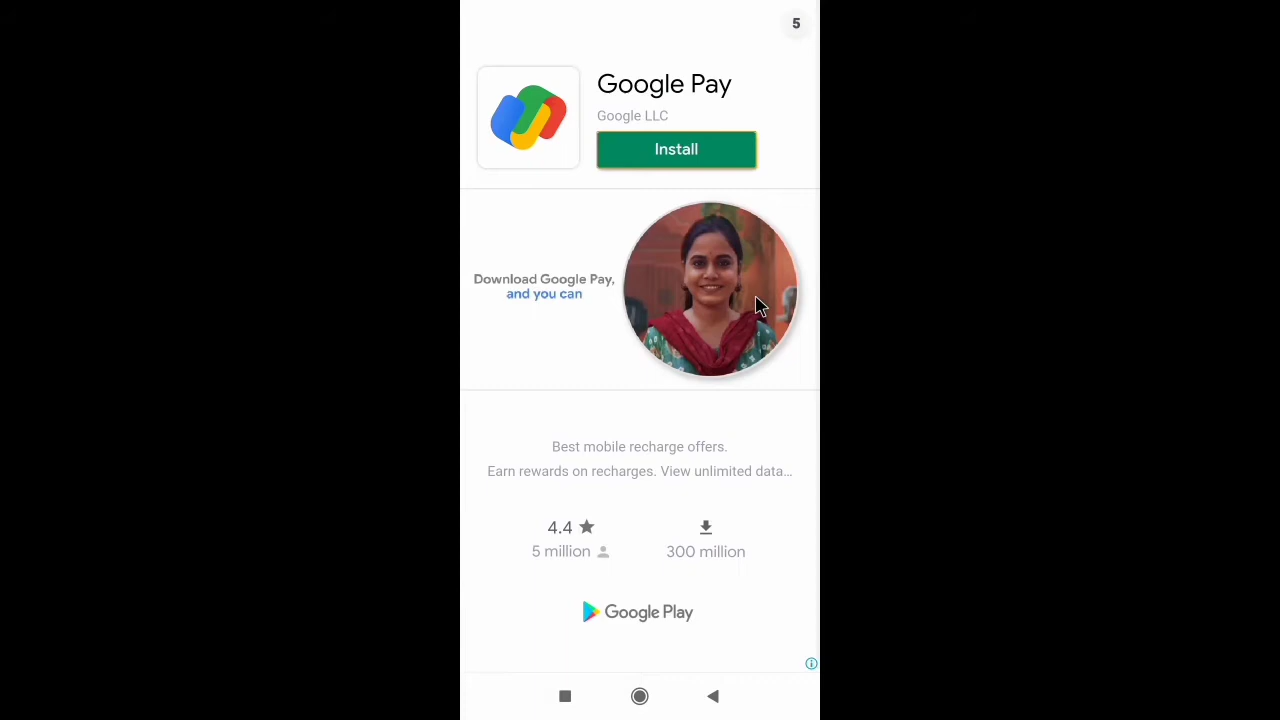 5
Google Pay
Google LLC
Install
Download Google Pay,
and you can
Best mobile recharge offers.
Earn rewards on recharges. View unlimited data...
4.4
5 million
300 million
Google Play